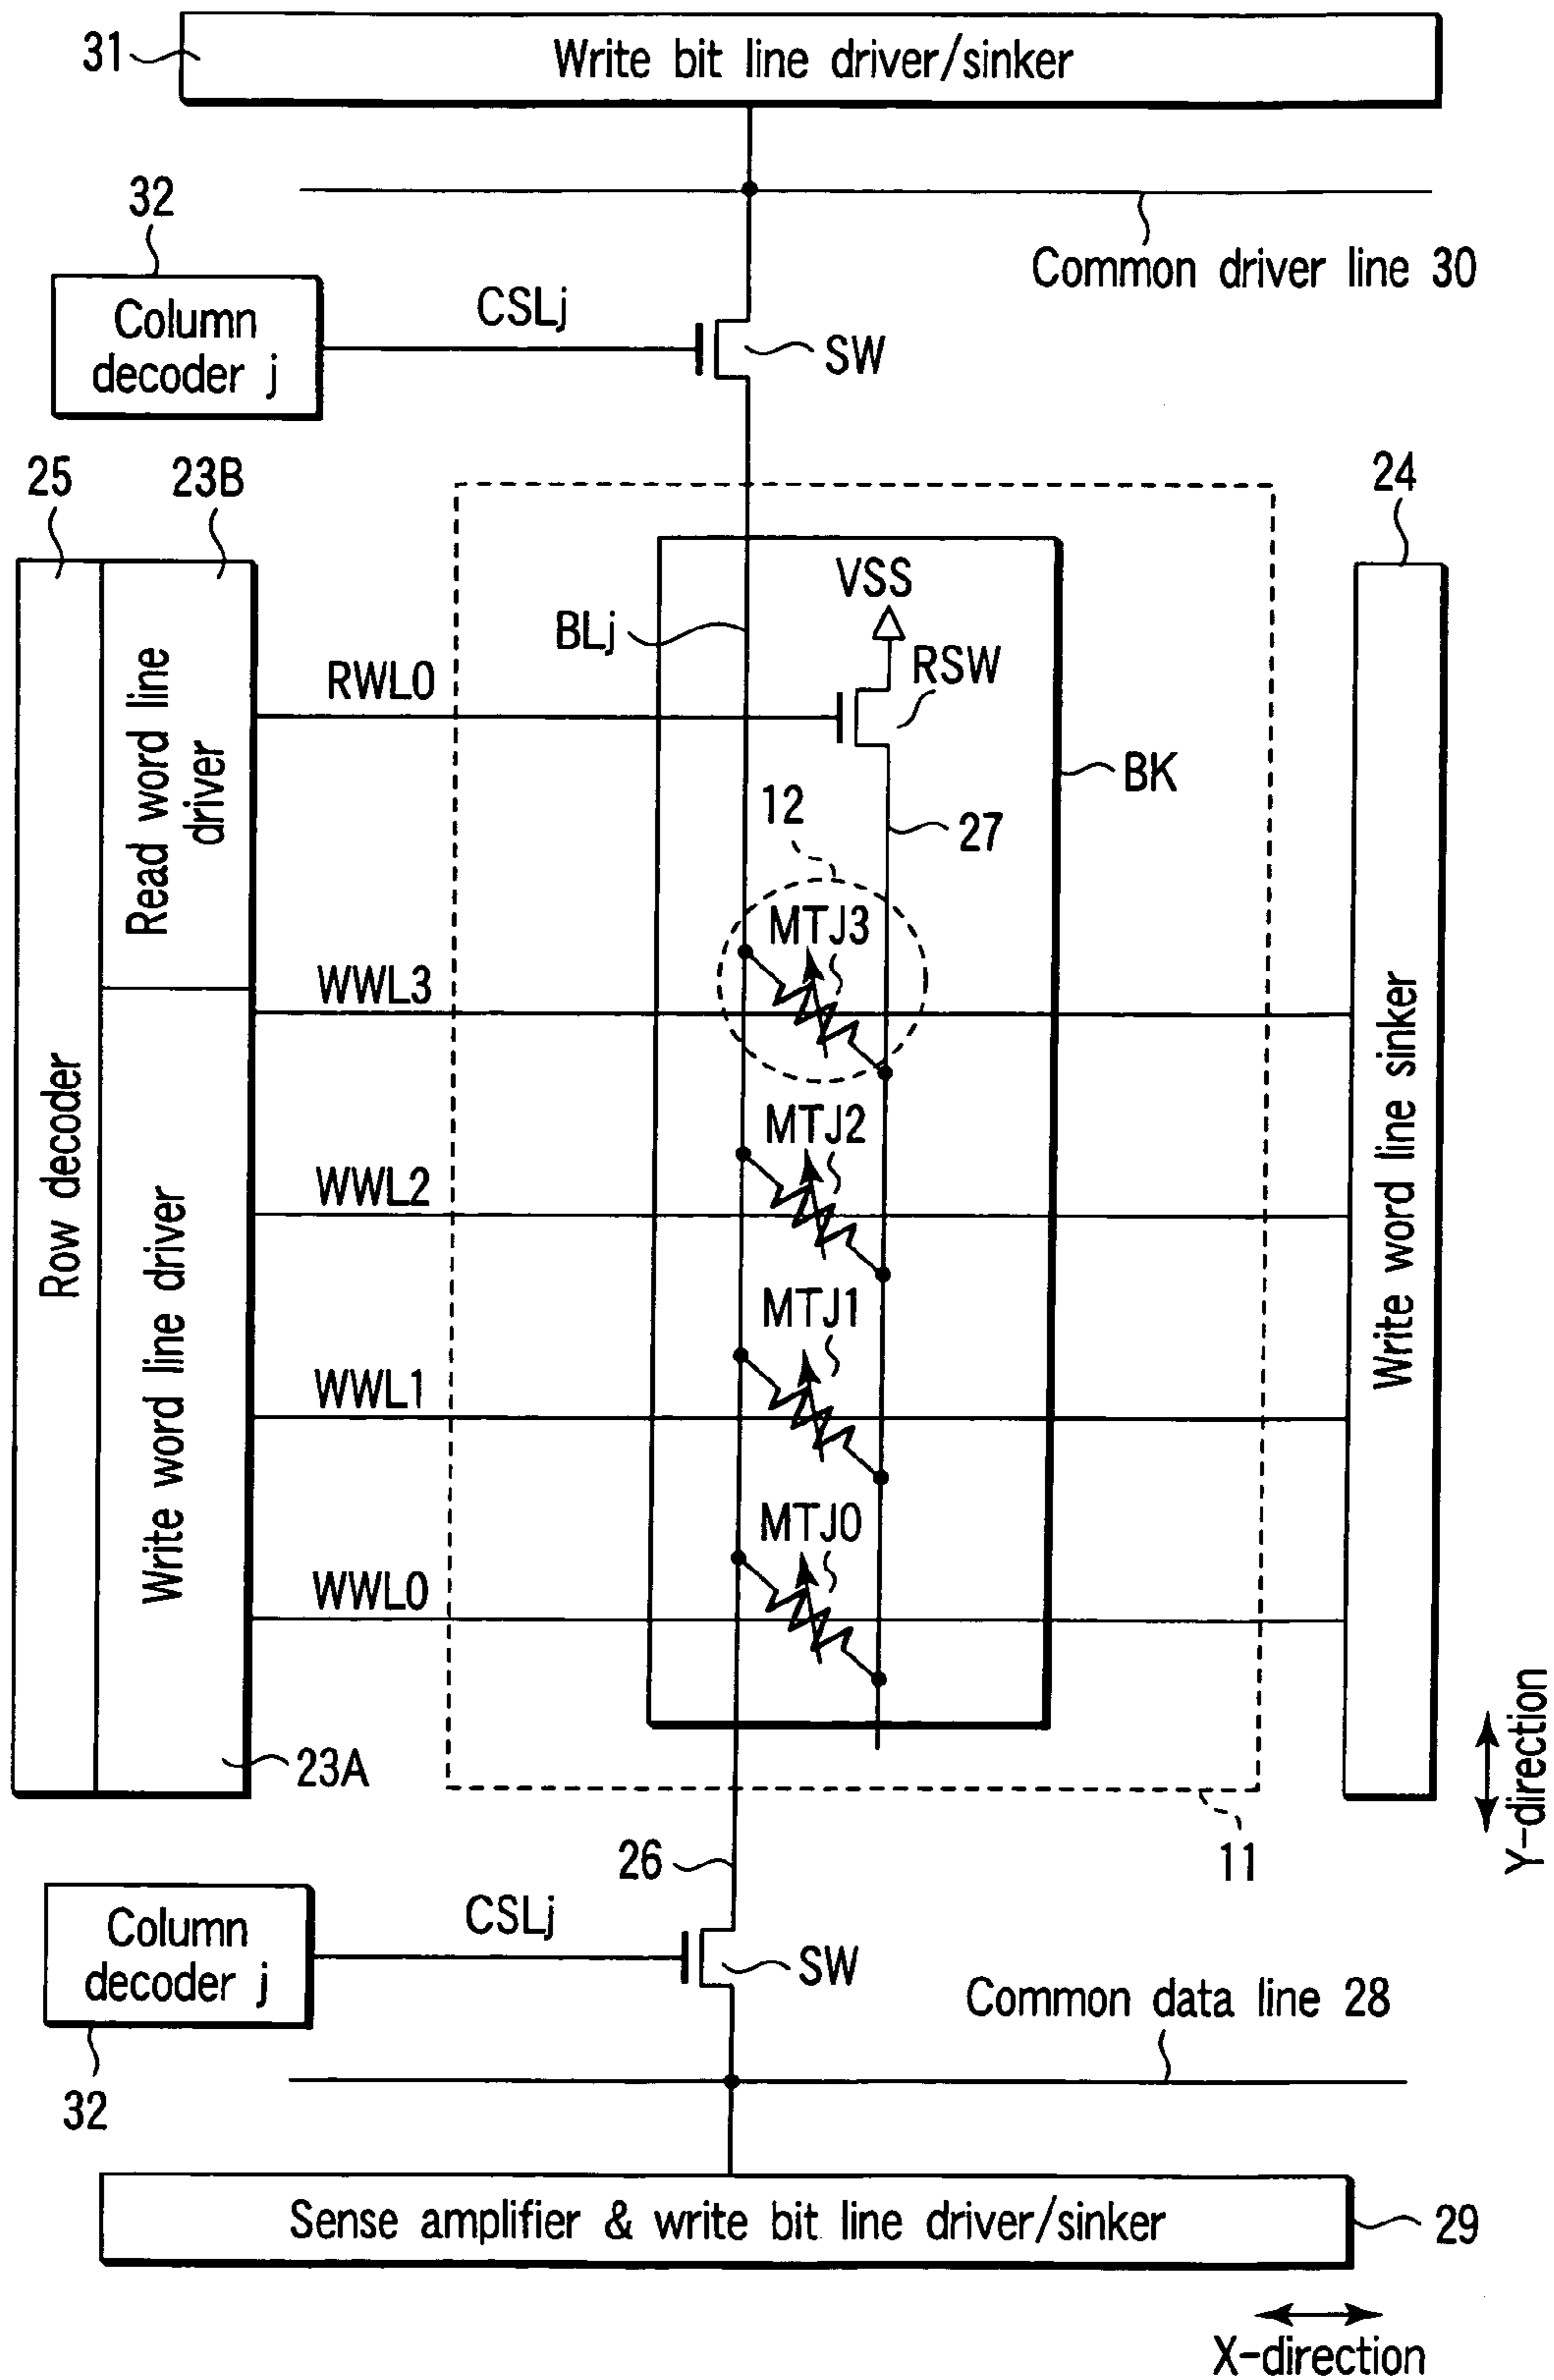 31
Write bit line driver/sinker
32
Common driver line 30
Column
decoder j
CSLj
SW
25
23B
24
VSS
BLj
RSW
RWL0
Read word line
driver
BK
12
27
MTJ3
WWL3
Row decoder
Write word line driver
Write word line sinker
MTJ2
WWL2
MTJ1
WWL1
MTJ0
WWL0
23A
Y-direction
26
11
Column
decoder j
CSLj
SW
Common data line 28
32
Sense amplifier & write bit line driver/sinker
29
X-direction